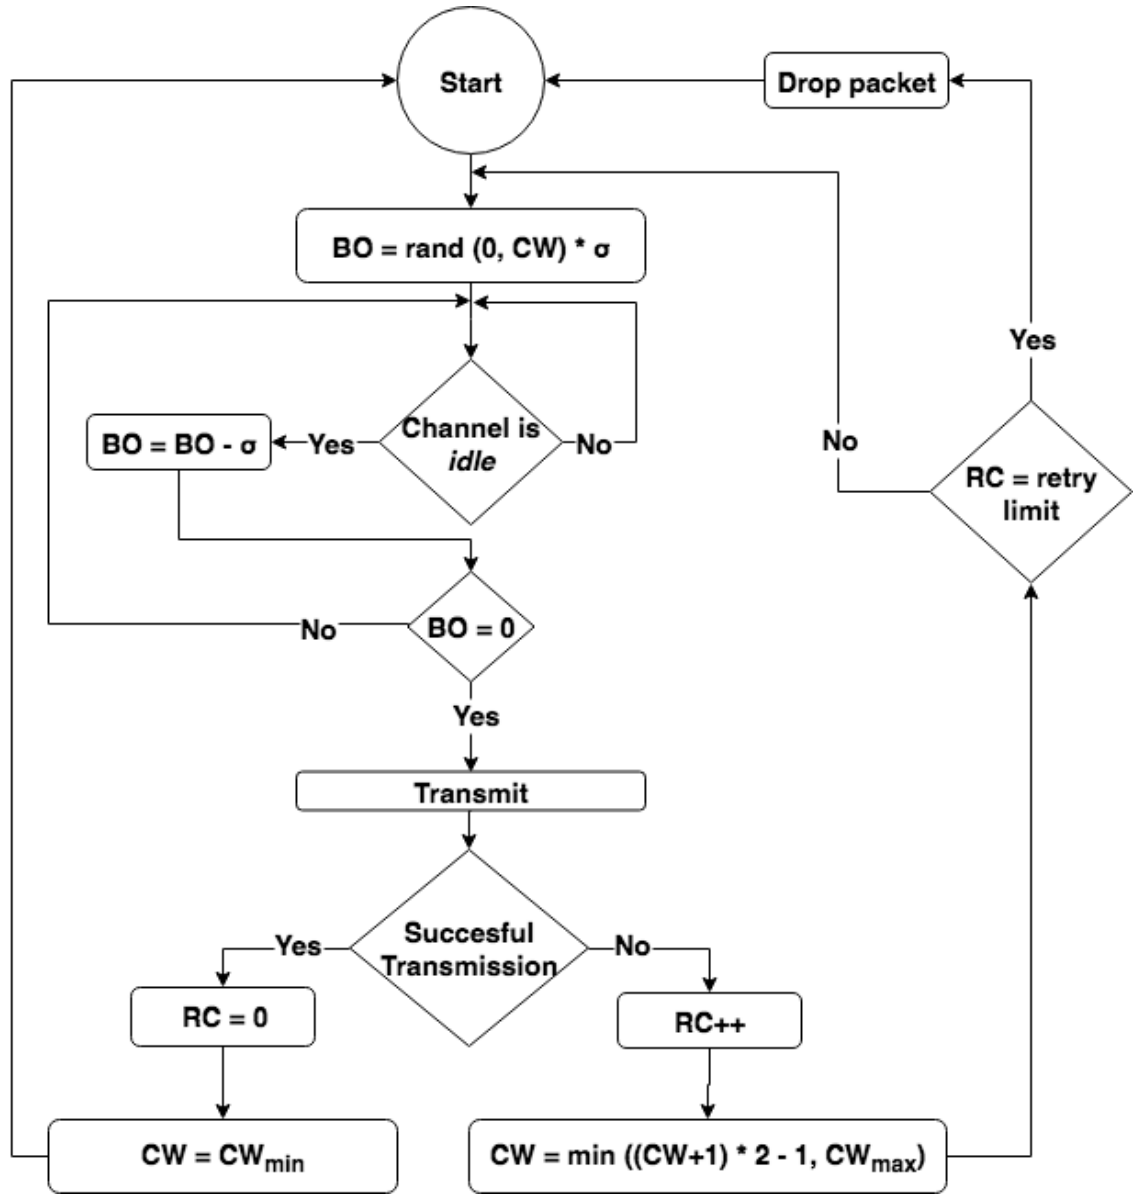 Start
Drop packet
BO = rand (0, CW) * σ
Yes
Channel is
idle
No
Yes
BO = BO - σ
No
RC = retry
limit
BO = 0
No
Yes
Transmit
Succesful
Transmission
Yes
No
RC = 0
RC++
CW = CWmin
CW = min ((CW+1) * 2 - 1, CWmax)